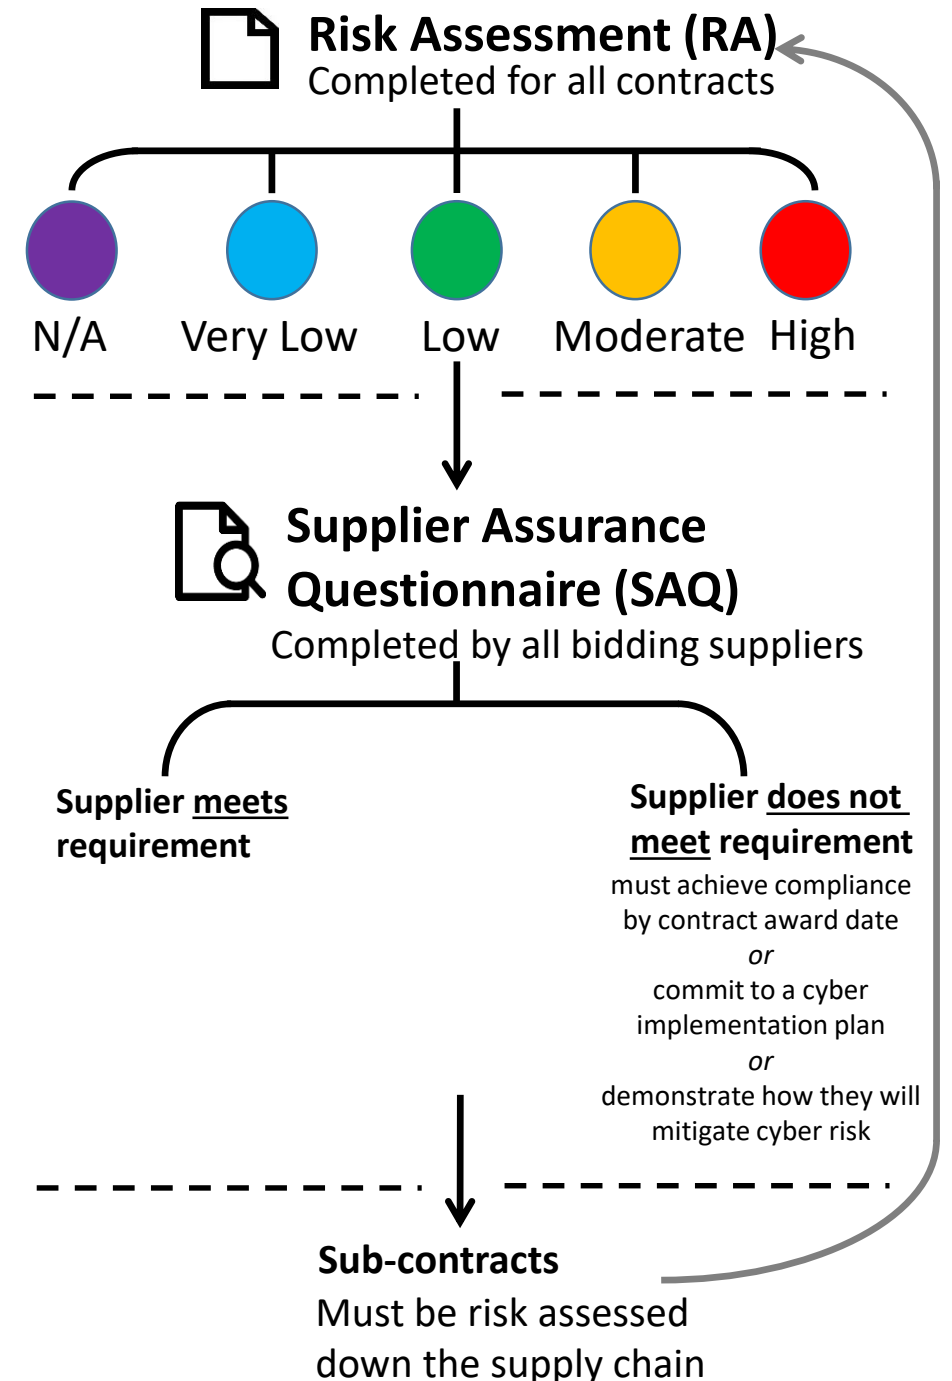 Risk Assessment (RA)
Completed for all contracts
N/A
Very Low
Low
Moderate
High
Supplier Assurance
Questionnaire (SAQ)
Completed by all bidding suppliers
Supplier meets
requirement
Supplier does not
meet requirement
must achieve compliance
by contract award date
or
commit to a cyber
implementation plan
or
demonstrate how they will
mitigate cyber risk
Sub-contracts
Must be risk assessed
down the supply chain